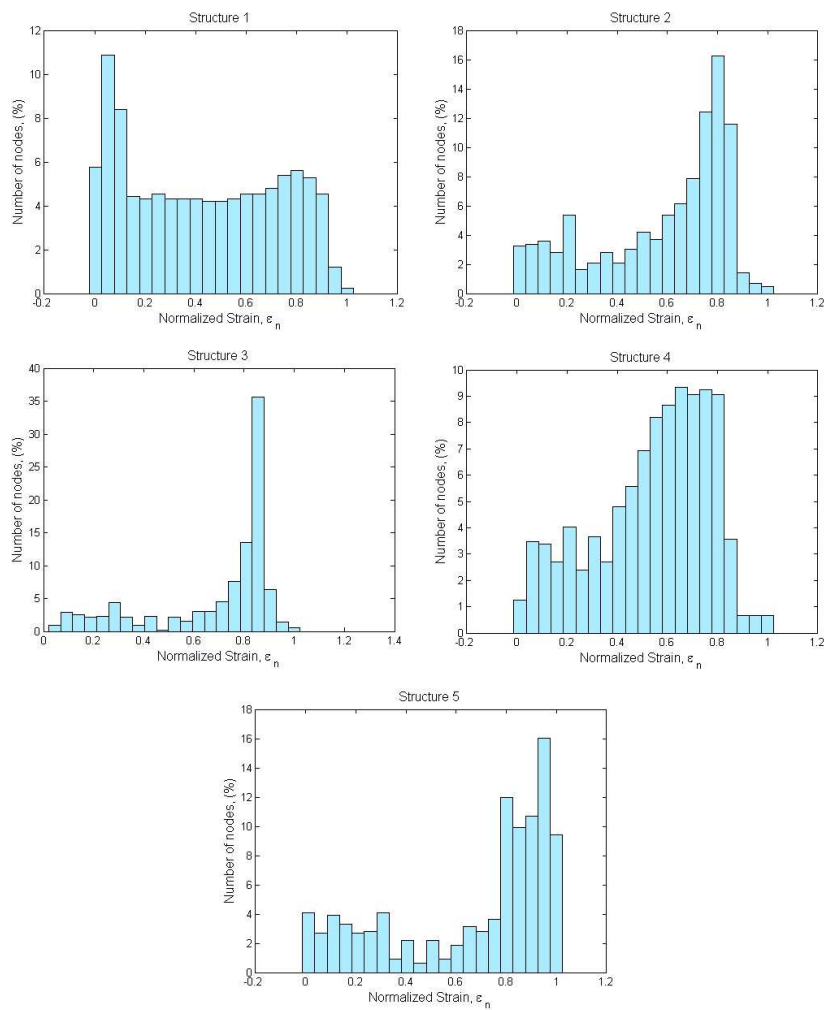 Structure 1
12
10
8
6
4
2
0
Number of nodes, (%)
-0.2 0 0.2 0.4 0.6 0.8 1 1.2
Normalized Strain, ε_n
Structure 2
18
16
14
12
10
8
6
4
2
0
Number of nodes, (%)
-0.2 0 0.2 0.4 0.6 0.8 1 1.2
Normalized Strain, ε_n
Structure 3
40
35
30
25
20
15
10
5
0
Number of nodes, (%)
0 0.2 0.4 0.6 0.8 1 1.2 1.4
Normalized Strain, ε_n
Structure 4
10
9
8
7
6
5
4
3
2
1
0
Number of nodes, (%)
-0.2 0 0.2 0.4 0.6 0.8 1 1.2
Normalized Strain, ε_n
Structure 5
18
16
14
12
10
8
6
4
2
0
Number of nodes, (%)
-0.2 0 0.2 0.4 0.6 0.8 1 1.2
Normalized Strain, ε_n